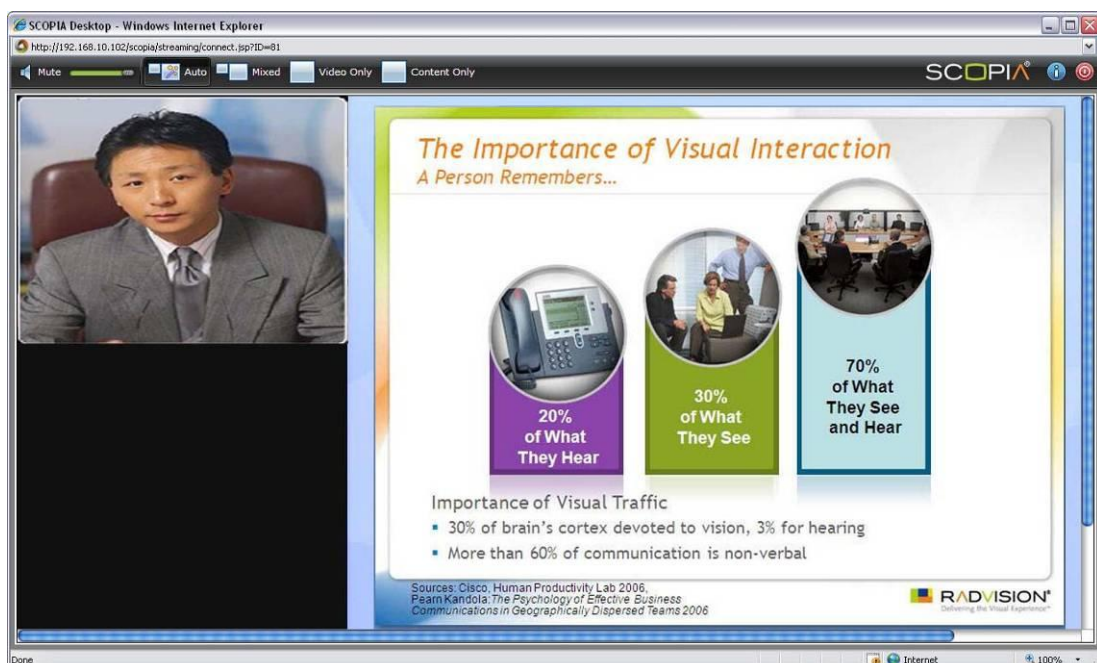 SCOPIA Desktop - Windows Internet Explorer
http://192.168.10.102/scopia/streaming/connect.jsp?ID=81
Mute Auto Mixed Video Only Content Only SCOPIA®
The Importance of Visual Interaction
A Person Remembers...
20%
of What
They Hear
30%
of What
They See
70%
of What
They See
and Hear
Importance of Visual Traffic
▪ 30% of brain's cortex devoted to vision, 3% for hearing
▪ More than 60% of communication is non-verbal
Sources: Cisco, Human Productivity Lab 2006,
Pearn Kandola: The Psychology of Effective Business
Communications in Geographically Dispersed Teams 2006
RADVISION®
Delivering the Visual Experience™
Done Internet 100%